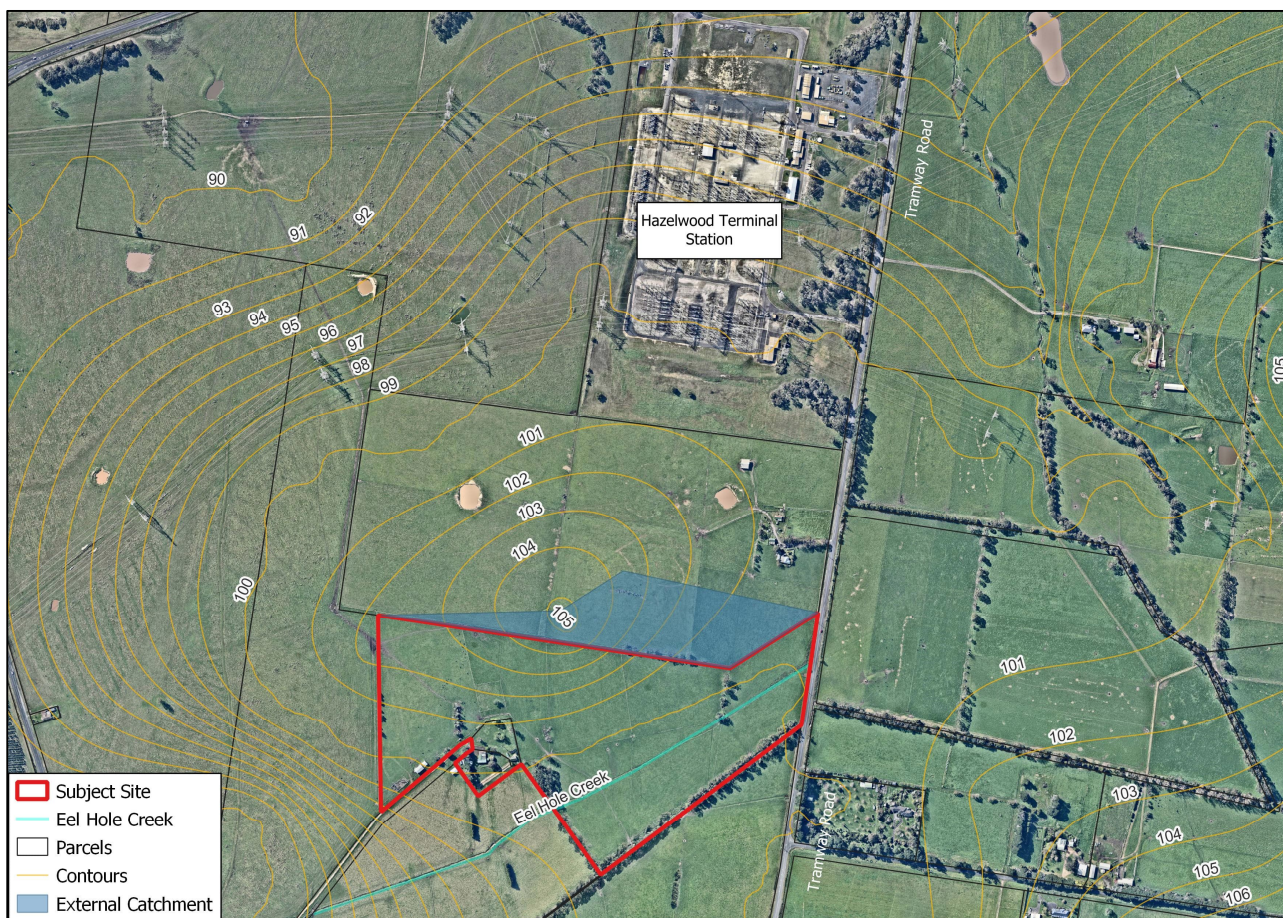 90
91
92
93
94
95
96
97
98
99
100
101
102
103
104
105
Hazelwood Terminal
Station
Tramway Road
105
101
102
103
104
105
106
Eel Hole Creek
Tramway Road
Subject Site
Eel Hole Creek
Parcels
Contours
External Catchment